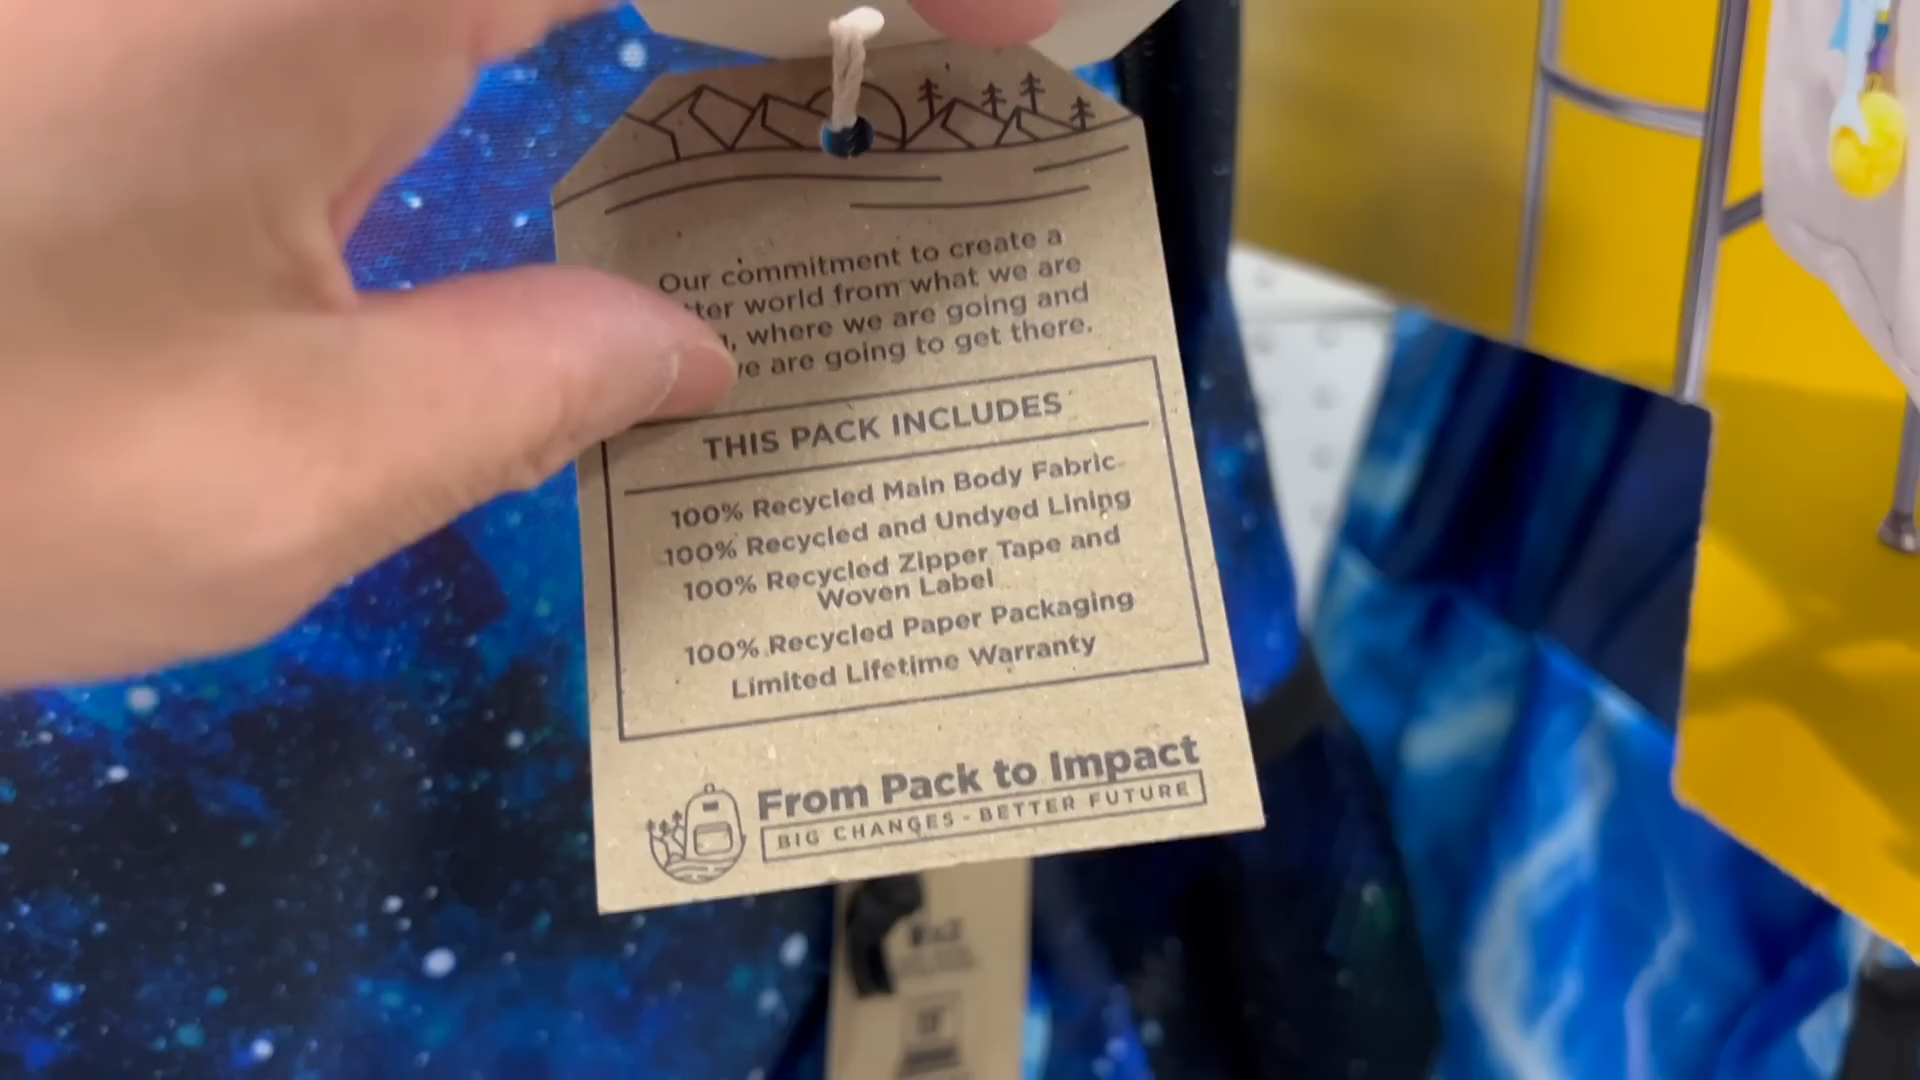 Our commitment to create a
world from what we are
where we are going and
are going to get there.
THIS PACK INCLUDES
100% Recycled Main Body Fabric
100% Recycled and Undyed Lining
100% Recycled Zipper Tape and
Woven Label
100% Recycled Paper Packaging
Limited Lifetime Warranty
From Pack to Impact
BIG CHANGES - BETTER FUTURE